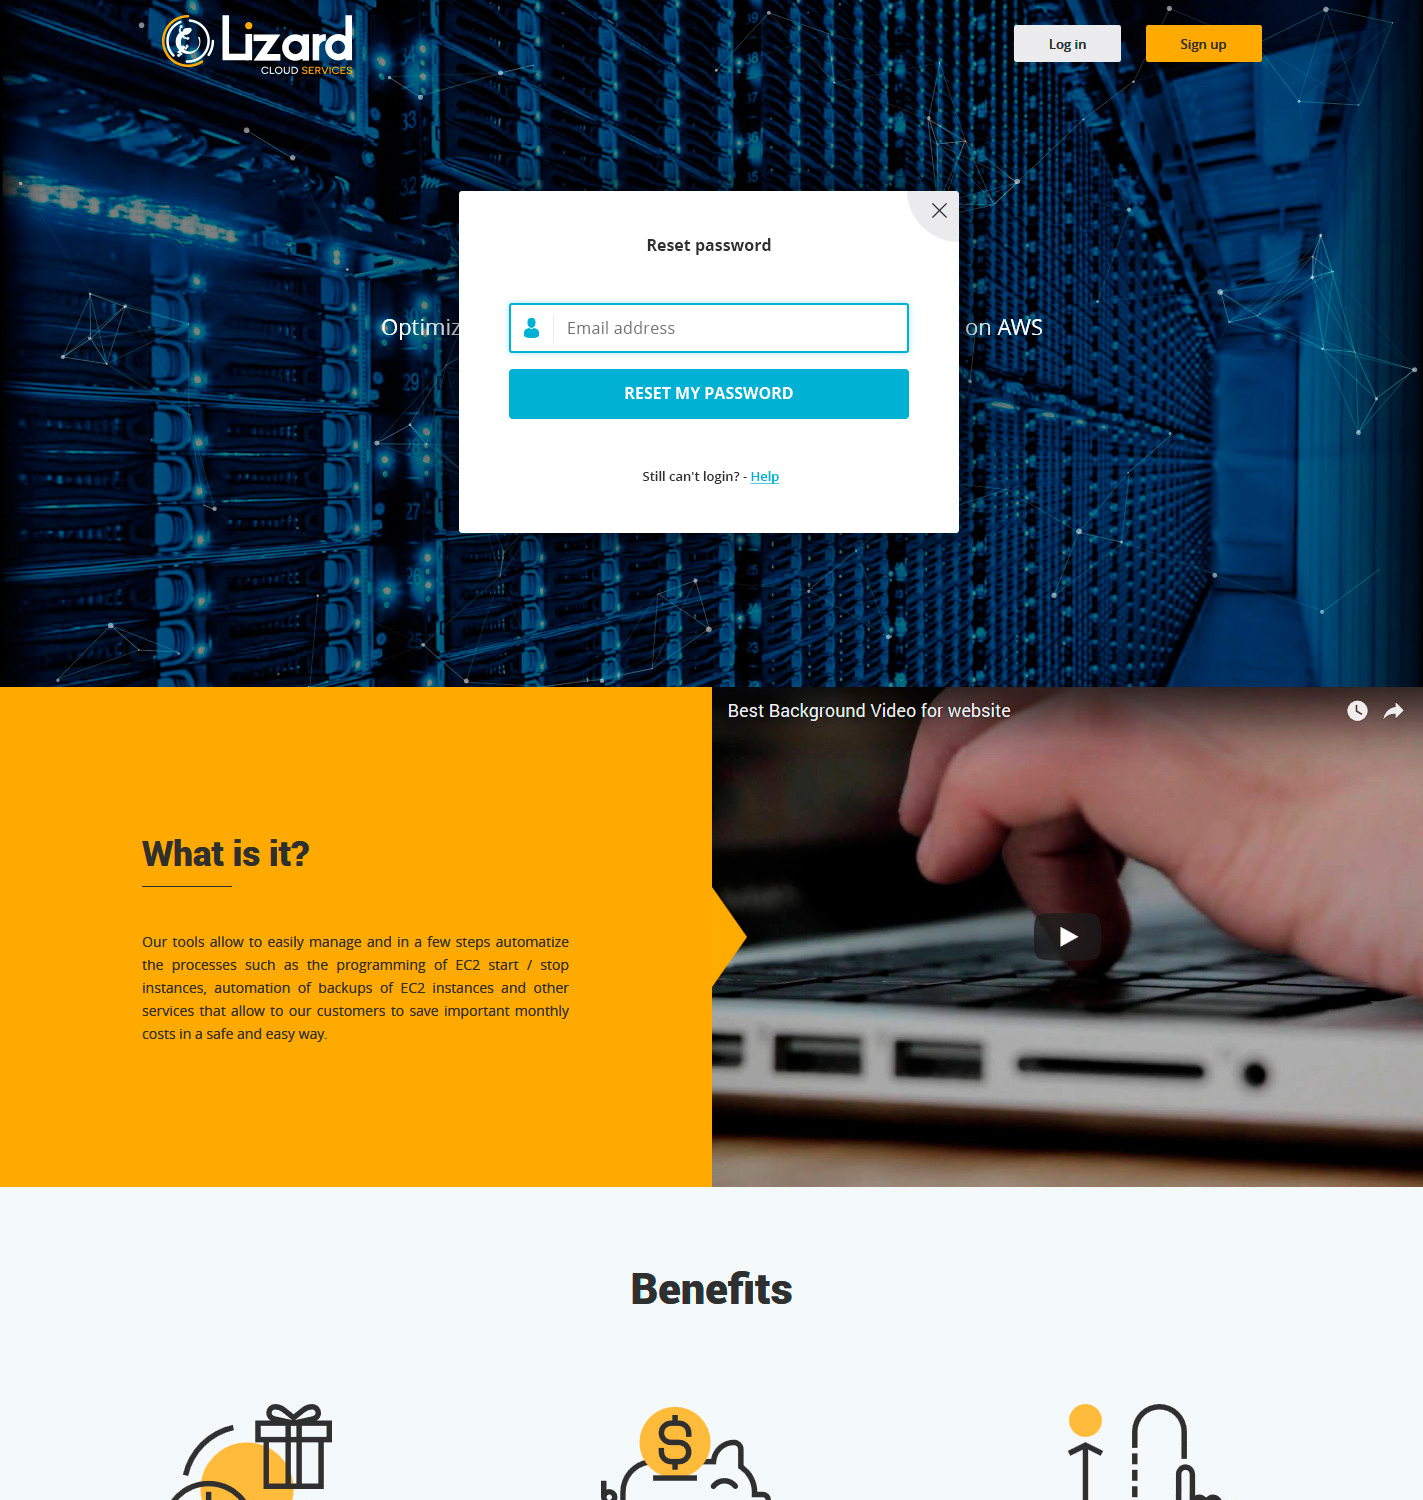 Lizard
CLOUD SERVICES
Log in
Sign up
Reset password
Optimiz
on AWS
Email address
RESET MY PASSWORD
Still can't login? - Help
Best Background Video for website
What is it?
Our tools allow to easily manage and in a few steps automatize
the processes such as the programming of EC2 start / stop
instances, automation of backups of EC2 instances and other
services that allow to our customers to save important monthly
costs in a safe and easy way.
Benefits